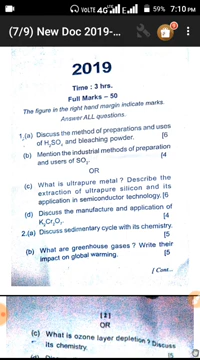 VOLTE 4G E 59% 7:10 PM
(7/9) New Doc 2019-...
2019
Time : 3 hrs.
Full Marks – 50
The figure in the right hand margin indicate marks.
Answer ALL questions.
1.(a) Discuss the method of preparations and uses
of H₂SO₄ and bleaching powder. [6
(b) Mention the industrial methods of preparation
and users of SO₂. [4
OR
(c) What is ultrapure metal ? Describe the
extraction of ultrapure silicon and its
application in semiconductor technology. [6
(d) Discuss the manufacture and application of
K₂Cr₂O₇. [4
2.(a) Discuss sedimentary cycle with its chemistry.
[5
(b) What are greenhouse gases ? Write their
impact on global warming. [5
[ Cont...
[2]
OR
(c) What is ozone layer depletion ? Discuss
its chemistry.